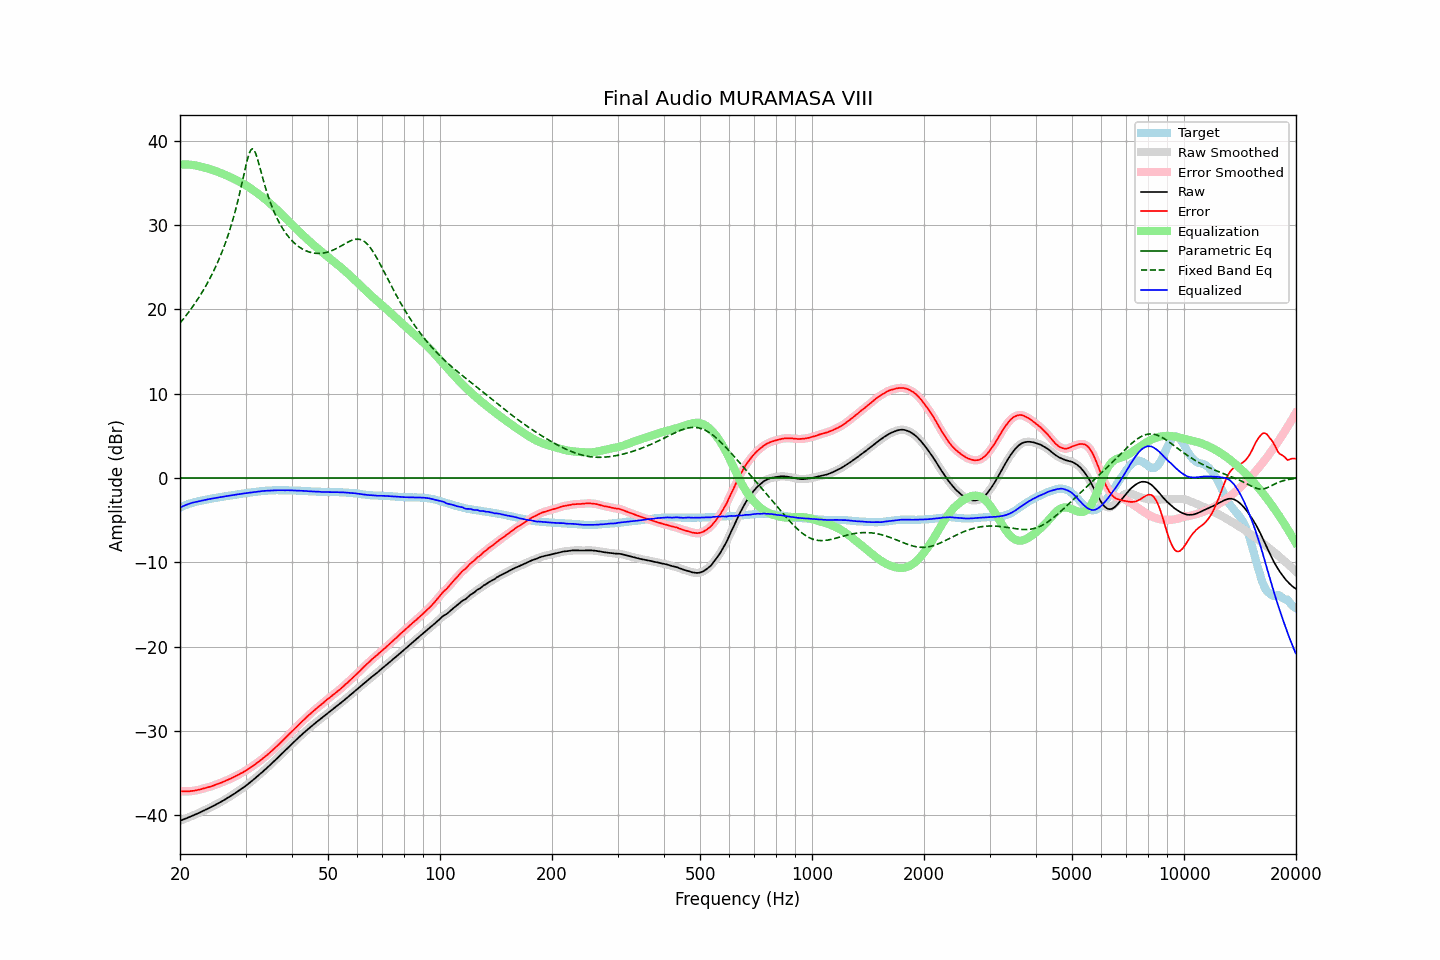 Final Audio MURAMASA VIII
Target
Raw Smoothed
Error Smoothed
Raw
Error
Equalization
Parametric Eq
Fixed Band Eq
Equalized
Amplitude (dBr)
40
30
20
10
0
−10
−20
−30
−40
20 50 100 200 500 1000 2000 5000 10000 20000
Frequency (Hz)